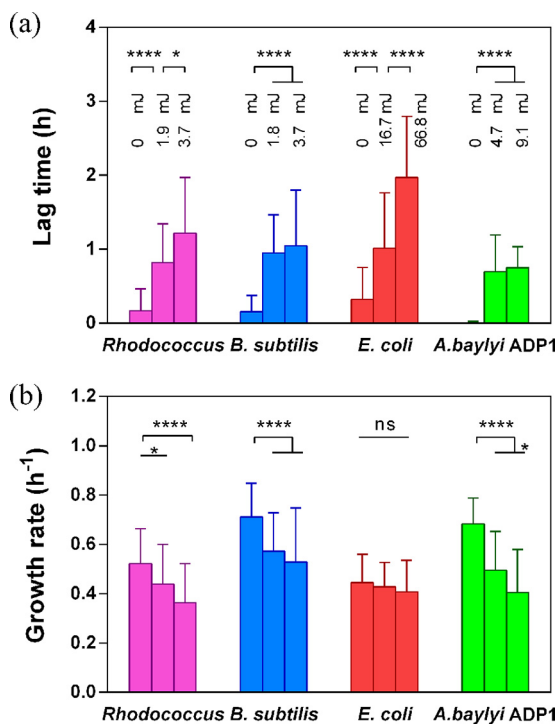 (a)
Lag time (h)
4
3
2
1
0
**** * **** **** **** ****
0 mJ
1.9 mJ
3.7 mJ
0 mJ
1.8 mJ
3.7 mJ
0 mJ
16.7 mJ
66.8 mJ
0 mJ
4.7 mJ
9.1 mJ
Rhodococcus B. subtilis E. coli A.baylyi ADP1
(b)
Growth rate (h⁻¹)
1.2
1.0
0.8
0.6
0.4
0.2
0.0
**** **** ns ****
* *
Rhodococcus B. subtilis E. coli A.baylyi ADP1